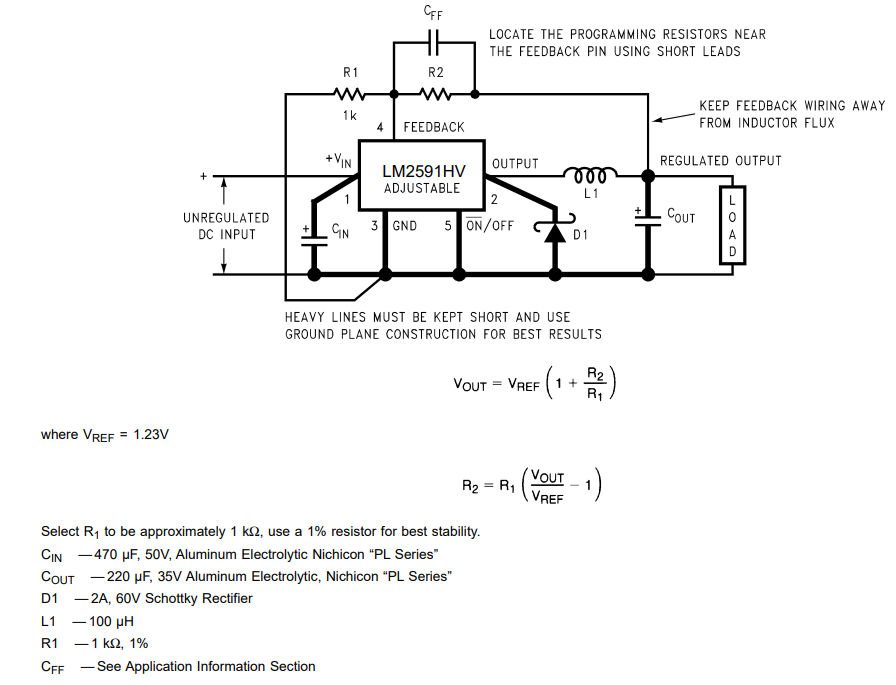 CFF
LOCATE THE PROGRAMMING RESISTORS NEAR
THE FEEDBACK PIN USING SHORT LEADS
R1
R2
1k
KEEP FEEDBACK WIRING AWAY
FROM INDUCTOR FLUX
4 FEEDBACK
+VIN
LM2591HV
ADJUSTABLE
OUTPUT
REGULATED OUTPUT
+
1
2
L1
UNREGULATED
DC INPUT
+
CIN
3 GND
5 ON/OFF
D1
+
COUT
LOAD
HEAVY LINES MUST BE KEPT SHORT AND USE
GROUND PLANE CONSTRUCTION FOR BEST RESULTS
VOUT = VREF (1 + R2/R1)
where VREF = 1.23V
R2 = R1 (VOUT/VREF − 1)
Select R1 to be approximately 1 kΩ, use a 1% resistor for best stability.
CIN —470 μF, 50V, Aluminum Electrolytic Nichicon “PL Series”
COUT —220 μF, 35V Aluminum Electrolytic, Nichicon “PL Series”
D1 —2A, 60V Schottky Rectifier
L1 —100 μH
R1 —1 kΩ, 1%
CFF —See Application Information Section